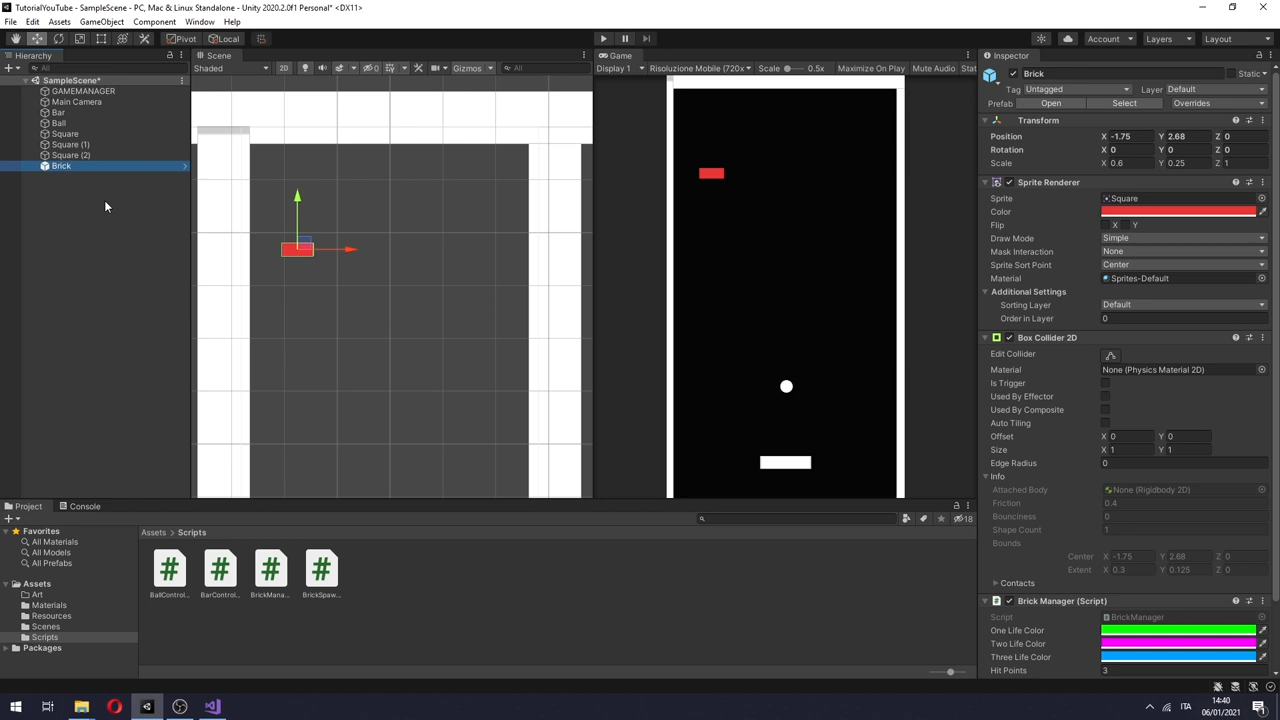 TutorialYouTube - SampleScene - PC, Mac & Linux Standalone - Unity 2020.2.0f1 Personal* <DX11>
File Edit Assets GameObject Component Window Help
Pivot Local Account Layers Layout
Hierarchy
All
SampleScene*
GAMEMANAGER
Main Camera
Bar
Ball
Square
Square (1)
Square (2)
Brick
Scene
Shaded 2D 0 Gizmos All
Game
Display 1 Risoluzione Mobile (720x Scale 0.5x Maximize On Play Mute Audio Stat
Inspector
Brick Static
Tag Untagged Layer Default
Prefab Open Select Overrides
Transform
Position X -1.75 Y 2.68 Z 0
Rotation X 0 Y 0 Z 0
Scale X 0.6 Y 0.25 Z 1
Sprite Renderer
Sprite Square
Color
Flip X Y
Draw Mode Simple
Mask Interaction None
Sprite Sort Point Center
Material Sprites-Default
Additional Settings
Sorting Layer Default
Order in Layer 0
Box Collider 2D
Edit Collider
Material None (Physics Material 2D)
Is Trigger
Used By Effector
Used By Composite
Auto Tiling
Offset X 0 Y 0
Size X 1 Y 1
Edge Radius 0
Info
Attached Body None (Rigidbody 2D)
Friction 0.4
Bounciness 0
Shape Count 1
Bounds
Center X -1.75 Y 2.68 Z 0
Extent X 0.3 Y 0.125 Z 0
Contacts
Brick Manager (Script)
Script BrickManager
One Life Color
Two Life Color
Three Life Color
Hit Points 3
Project Console
18
Favorites
All Materials
All Models
All Prefabs
Assets
Art
Materials
Resources
Scenes
Scripts
Packages
Assets Scripts
# # # #
BallControl... BarControl... BrickMana... BrickSpaw...
ITA 14:40
06/01/2021